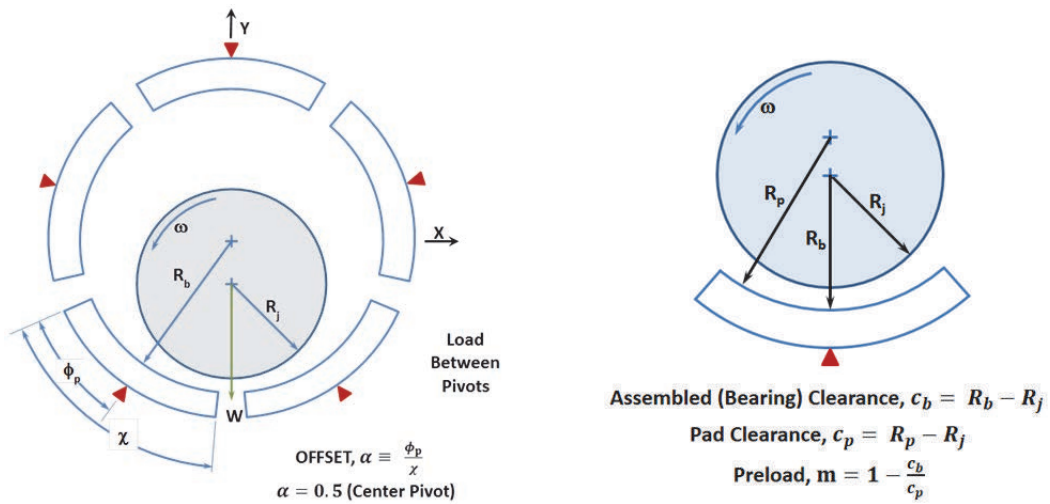 Y
X
ω
R_b
R_j
W
ϕ_p
χ
Load
Between
Pivots
OFFSET, α ≡ ϕ_p/χ
α = 0.5 (Center Pivot)
ω
R_p
R_b
R_j
Assembled (Bearing) Clearance, c_b = R_b − R_j
Pad Clearance, c_p = R_p − R_j
Preload, m = 1 − c_b/c_p